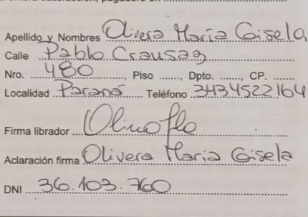 Apellido y Nombres Olivera Maria Gisela
Calle Pablo Crausaz
Nro. 480 Piso ...... Dpto. ...... CP. ......
Localidad Paraná Teléfono 3434522164
Firma librador
Aclaración firma Olivera Maria Gisela
DNI 36.103.760